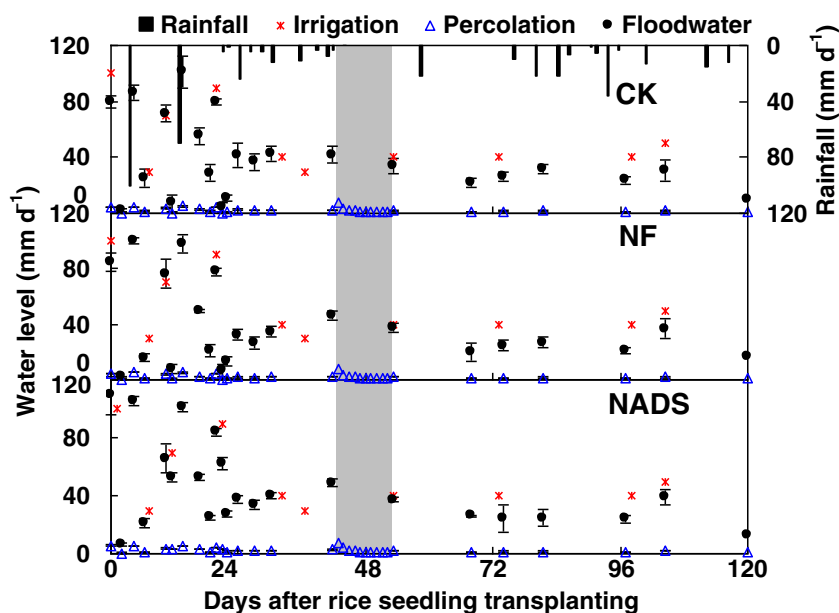 Rainfall Irrigation Percolation Floodwater
120 0
CK
80 40
40 80
0
120 120
NF
80
40
0
120
NADS
80
40
0
0 24 48 72 96 120
Days after rice seedling transplanting
Water level (mm d⁻¹)
Rainfall (mm d⁻¹)